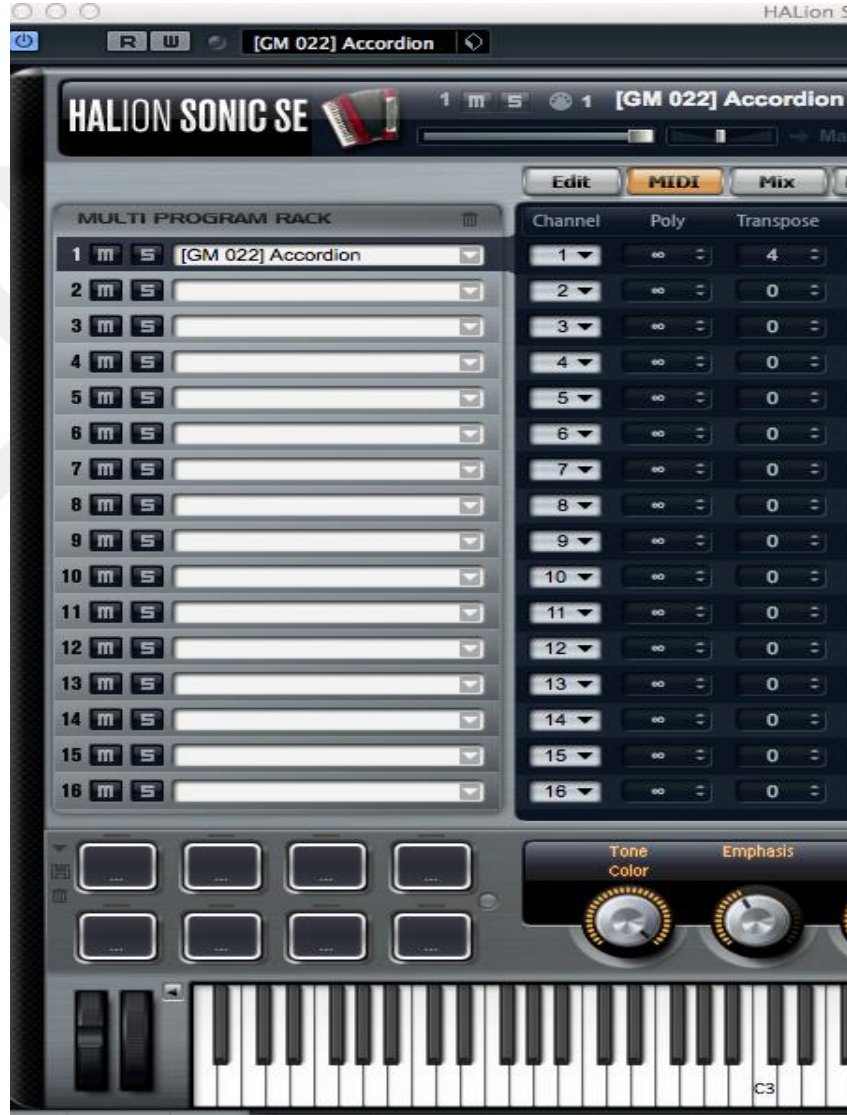 HALion S
R W [GM 022] Accordion
HALION SONIC SE 1 m S 1 [GM 022] Accordion
Ma
Edit MIDI Mix
MULTI PROGRAM RACK Channel Poly Transpose
1 m S [GM 022] Accordion 1 ∞ 4
2 m S 2 ∞ 0
3 m S 3 ∞ 0
4 m S 4 ∞ 0
5 m S 5 ∞ 0
6 m S 6 ∞ 0
7 m S 7 ∞ 0
8 m S 8 ∞ 0
9 m S 9 ∞ 0
10 m S 10 ∞ 0
11 m S 11 ∞ 0
12 m S 12 ∞ 0
13 m S 13 ∞ 0
14 m S 14 ∞ 0
15 m S 15 ∞ 0
16 m S 16 ∞ 0
Tone Emphasis
Color
... ... ... ...
... ... ... ...
C3